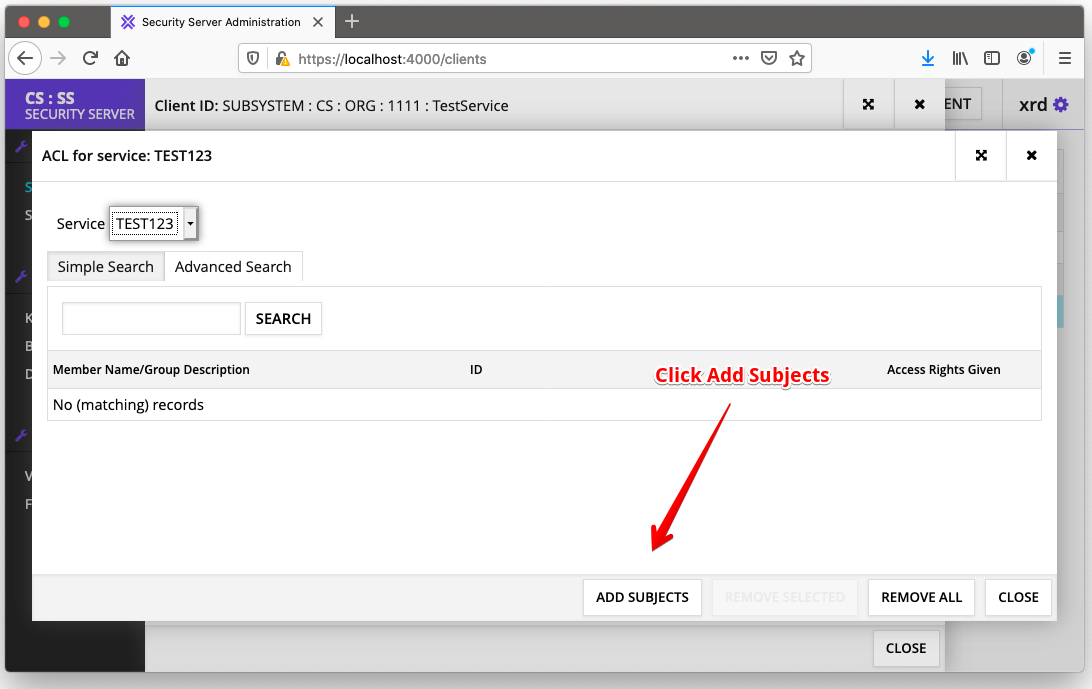 Security Server Administration
https://localhost:4000/clients
CS : SS
SECURITY SERVER
Client ID: SUBSYSTEM : CS : ORG : 1111 : TestService
ENT
xrd
ACL for service: TEST123
Service TEST123
Simple Search Advanced Search
SEARCH
Member Name/Group Description ID Access Rights Given
Click Add Subjects
No (matching) records
ADD SUBJECTS REMOVE SELECTED REMOVE ALL CLOSE
CLOSE